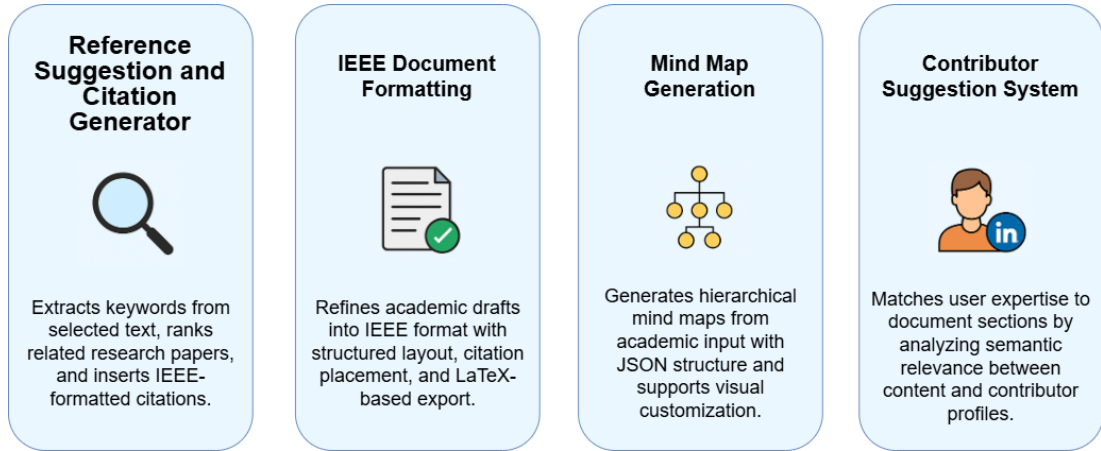 Reference
Suggestion and
Citation
Generator
Extracts keywords from
selected text, ranks
related research papers,
and inserts IEEE-
formatted citations.
IEEE Document
Formatting
Refines academic drafts
into IEEE format with
structured layout, citation
placement, and LaTeX-
based export.
Mind Map
Generation
Generates hierarchical
mind maps from
academic input with
JSON structure and
supports visual
customization.
Contributor
Suggestion System
in
Matches user expertise to
document sections by
analyzing semantic
relevance between
content and contributor
profiles.